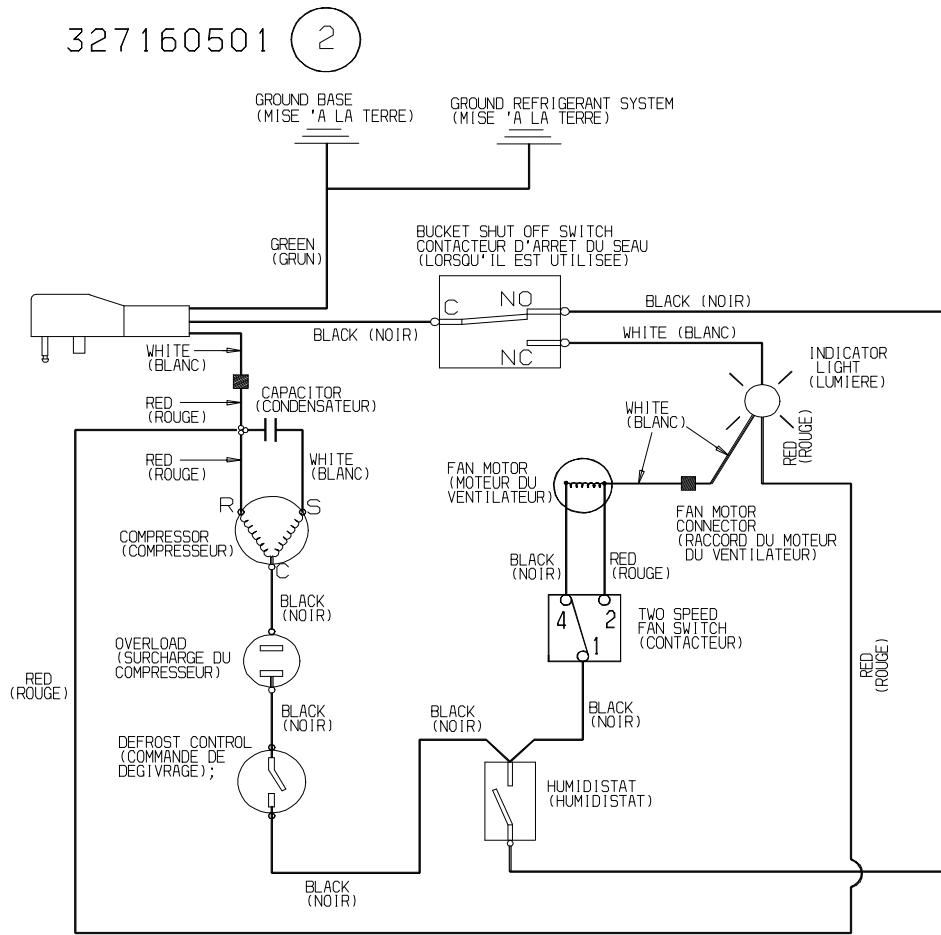 327160501 2
GROUND BASE
(MISE 'A LA TERRE)
GROUND REFRIGERANT SYSTEM
(MISE 'A LA TERRE)
GREEN
(GRUN)
BUCKET SHUT OFF SWITCH
CONTACTEUR D'ARRET DU SEAU
(LORSQU'IL EST UTILISEE)
C
NO
NC
BLACK (NOIR)
BLACK (NOIR)
WHITE (BLANC)
INDICATOR
LIGHT
(LUMIERE)
WHITE
(BLANC)
RED
(ROUGE)
CAPACITOR
(CONDENSATEUR)
RED
(ROUGE)
WHITE
(BLANC)
R
S
COMPRESSOR
(COMPRESSEUR)
C
WHITE
(BLANC)
RED
(ROUGE)
FAN MOTOR
(MOTEUR DU
VENTILATEUR)
FAN MOTOR
CONNECTOR
(RACCORD DU MOTEUR
DU VENTILATEUR)
BLACK
(NOIR)
RED
(ROUGE)
4
2
1
TWO SPEED
FAN SWITCH
(CONTACTEUR)
BLACK
(NOIR)
OVERLOAD
(SURCHARGE DU
COMPRESSEUR)
RED
(ROUGE)
BLACK
(NOIR)
DEFROST CONTROL
(COMMANDE DE
DEGIVRAGE);
BLACK
(NOIR)
BLACK
(NOIR)
RED
(ROUGE)
HUMIDISTAT
(HUMIDISTAT)
BLACK
(NOIR)